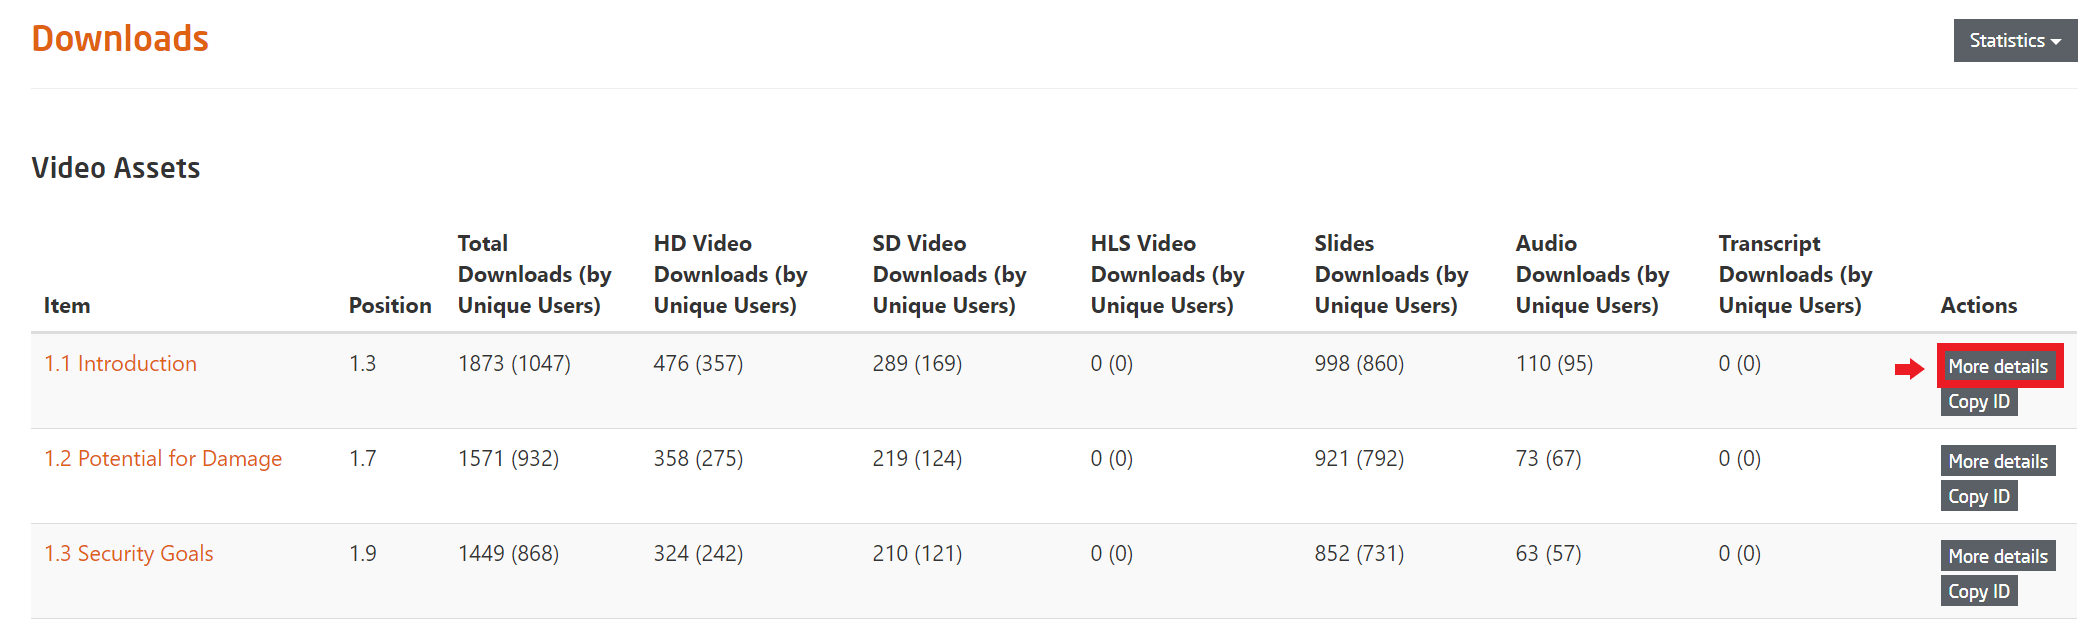 Downloads
Statistics
Video Assets
Item Position Total Downloads (by Unique Users) HD Video Downloads (by Unique Users) SD Video Downloads (by Unique Users) HLS Video Downloads (by Unique Users) Slides Downloads (by Unique Users) Audio Downloads (by Unique Users) Transcript Downloads (by Unique Users) Actions
1.1 Introduction 1.3 1873 (1047) 476 (357) 289 (169) 0 (0) 998 (860) 110 (95) 0 (0) More details
Copy ID
1.2 Potential for Damage 1.7 1571 (932) 358 (275) 219 (124) 0 (0) 921 (792) 73 (67) 0 (0) More details
Copy ID
1.3 Security Goals 1.9 1449 (868) 324 (242) 210 (121) 0 (0) 852 (731) 63 (57) 0 (0) More details
Copy ID